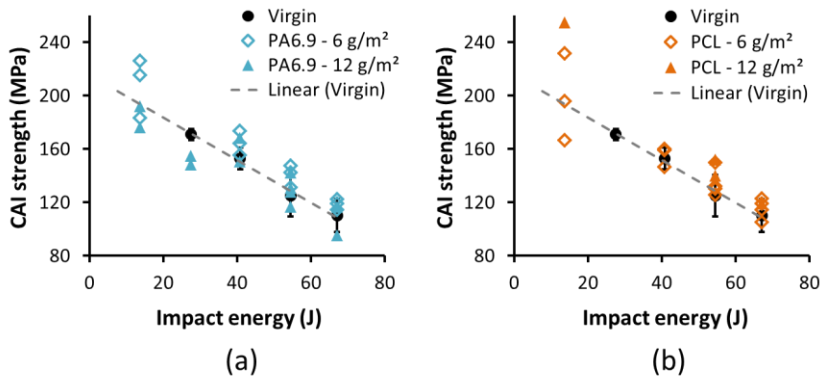 Virgin
PA6.9 - 6 g/m²
PA6.9 - 12 g/m²
Linear (Virgin)
CAI strength (MPa)
280
240
200
160
120
80
0 20 40 60 80
Impact energy (J)
(a)
Virgin
PCL - 6 g/m²
PCL - 12 g/m²
Linear (Virgin)
CAI strength (MPa)
280
240
200
160
120
80
0 20 40 60 80
Impact energy (J)
(b)